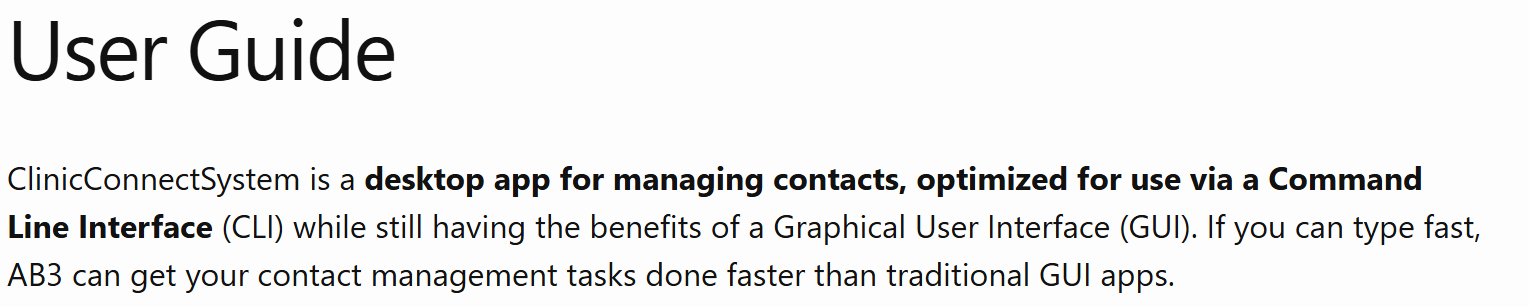 User Guide
ClinicConnectSystem is a desktop app for managing contacts, optimized for use via a Command
Line Interface (CLI) while still having the benefits of a Graphical User Interface (GUI). If you can type fast,
AB3 can get your contact management tasks done faster than traditional GUI apps.